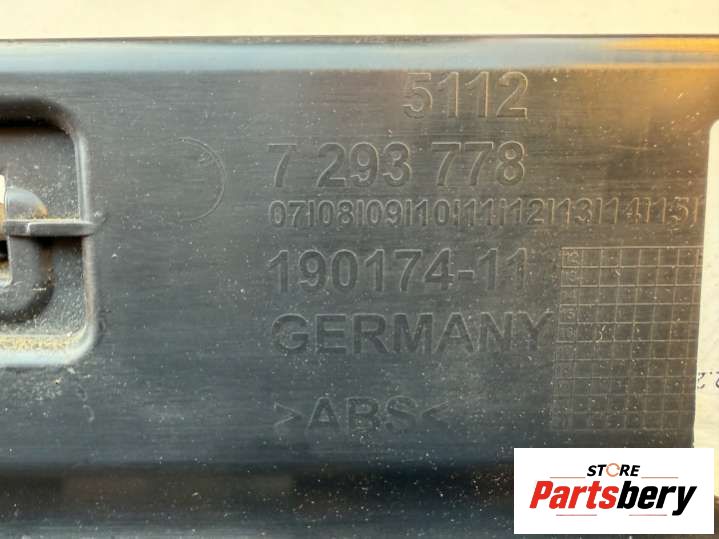 5112
7 293 778
07|08|09|10|11|12|13|14|15|
190174-11
GERMANY
>ABS<
STORE
Partsbery